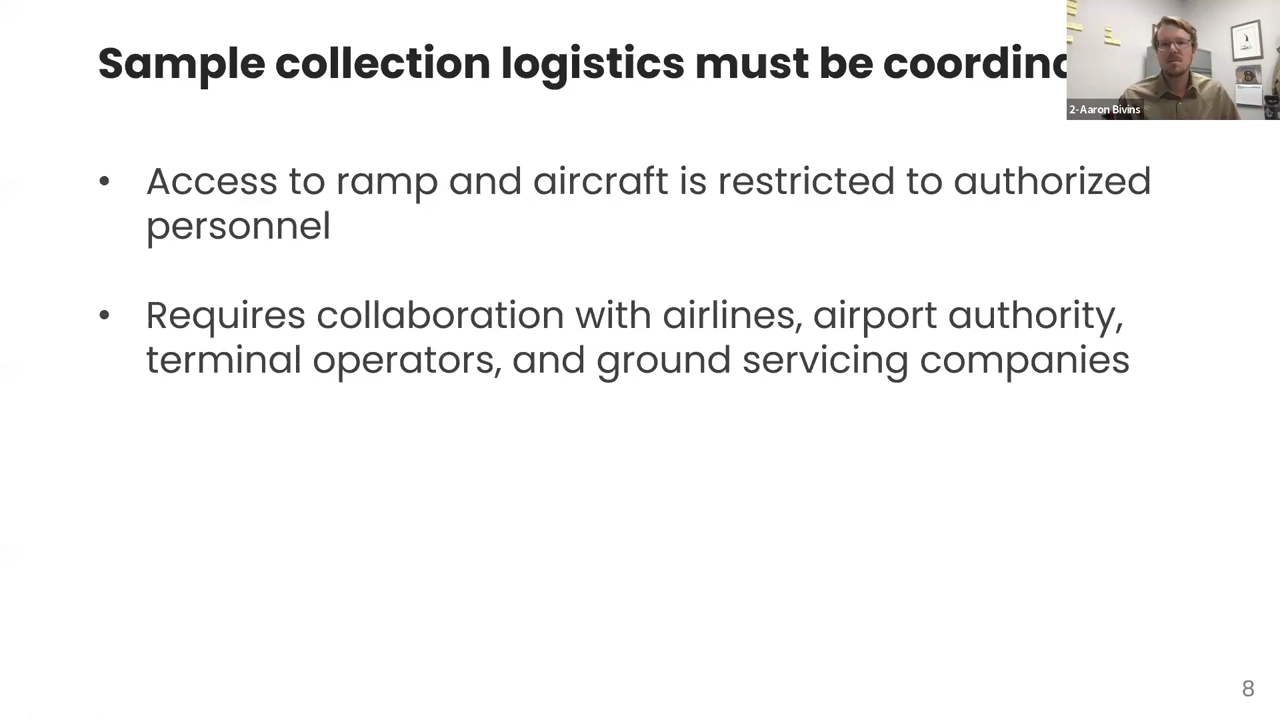 Sample collection logistics must be
2-Aaron Bivins
• Access to ramp and aircraft is restricted to authorized
personnel
• Requires collaboration with airlines, airport authority,
terminal operators, and ground servicing companies
8